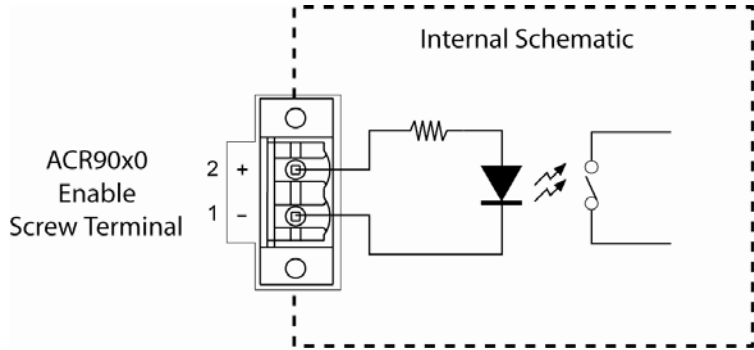 Internal Schematic
ACR90x0
Enable
Screw Terminal
2 +
1 −